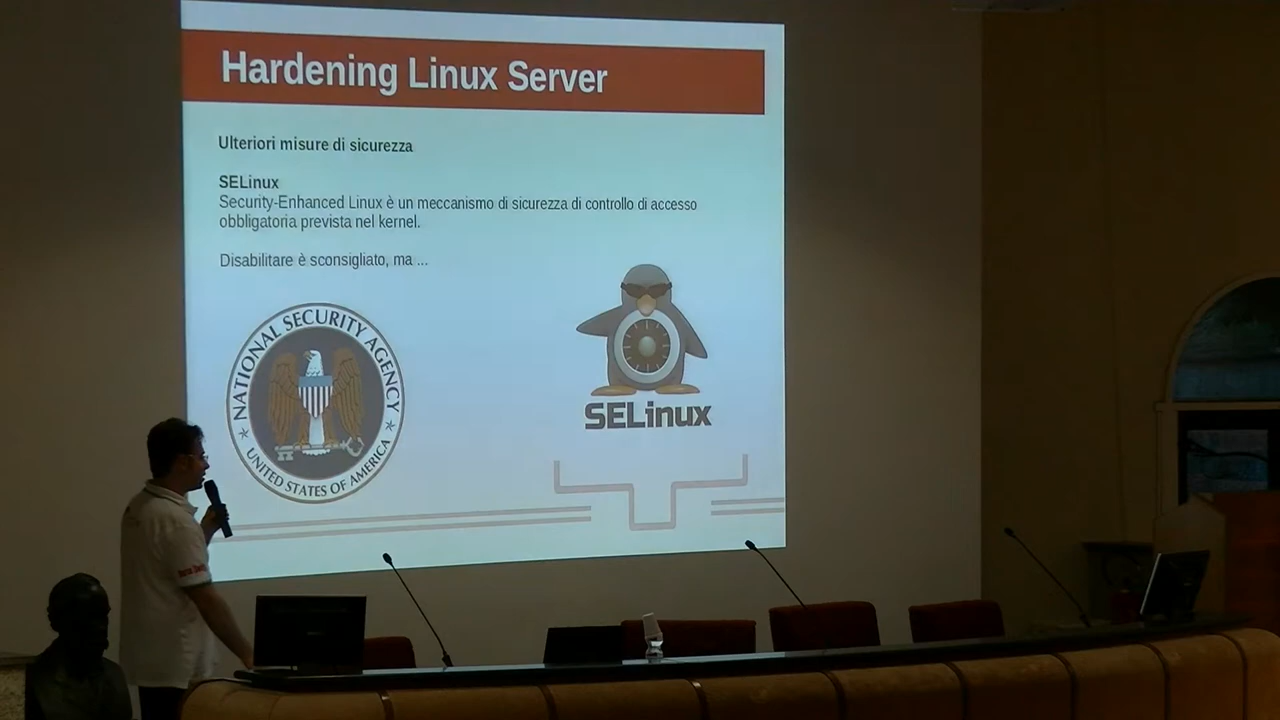 Hardening Linux Server
Ulteriori misure di sicurezza
SELinux
Security-Enhanced Linux è un meccanismo di sicurezza di controllo di accesso
obbligatoria prevista nel kernel.
Disabilitare è sconsigliato, ma ...
NATIONAL SECURITY AGENCY
UNITED STATES OF AMERICA
SELinux